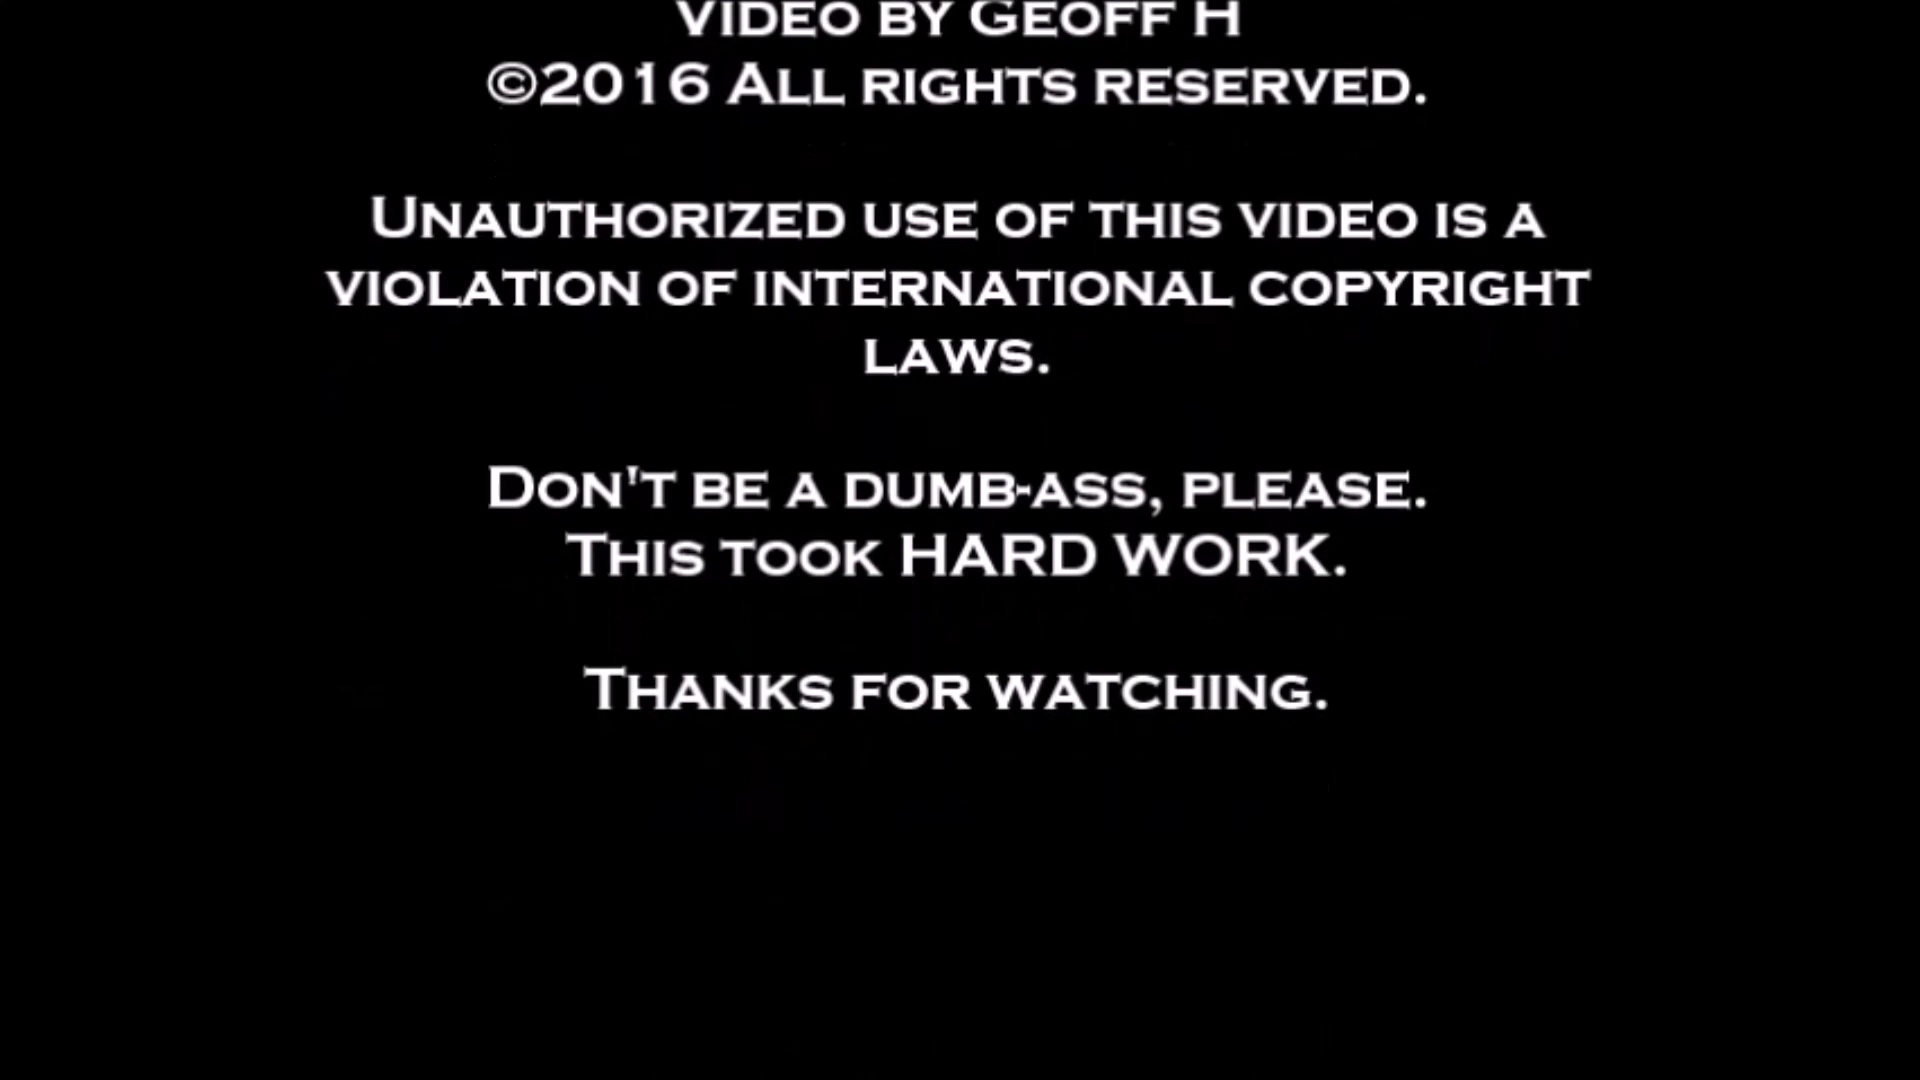 Video by Geoff H
©2016 All rights reserved.
Unauthorized use of this video is a
violation of international copyright
laws.
Don't be a dumb-ass, please.
This took HARD WORK.
Thanks for watching.